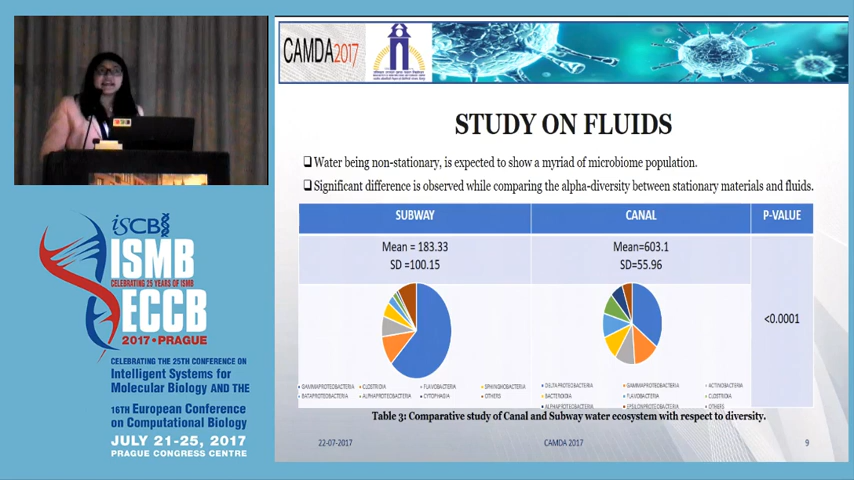 iSCB
ISMB
CELEBRATING 25 YEARS OF ISMB
ECCB
2017 • PRAGUE
CELEBRATING THE 25TH CONFERENCE ON
Intelligent Systems for
Molecular Biology AND THE
16TH European Conference
on Computational Biology
JULY 21-25, 2017
PRAGUE CONGRESS CENTRE
CAMDA2017
STUDY ON FLUIDS
❑Water being non-stationary, is expected to show a myriad of microbiome population.
❑Significant difference is observed while comparing the alpha-diversity between stationary materials and fluids.
SUBWAY CANAL P-VALUE
Mean = 183.33 Mean=603.1
SD =100.15 SD=55.96
<0.0001
GAMMAPROTEOBACTERIA CLOSTRIDIA FLAVOBACTERIA SPHINGHOBACTERIA
BATAPROTEOBACTERIA ALPHAPROTEOBACTERIA CYTOPHAGIA OTHERS
DELTAPROTEOBACTERIA GAMMAPROTEOBACTERIA ACTINOBACTERIA
BACTEROIDIA FLAVOBACTERIA CLOSTRIDIA
ALPHAPROTEOBACTERIA EPSILONPROTEOBACTERIA OTHERS
Table 3: Comparative study of Canal and Subway water ecosystem with respect to diversity.
22-07-2017 CAMDA 2017 9